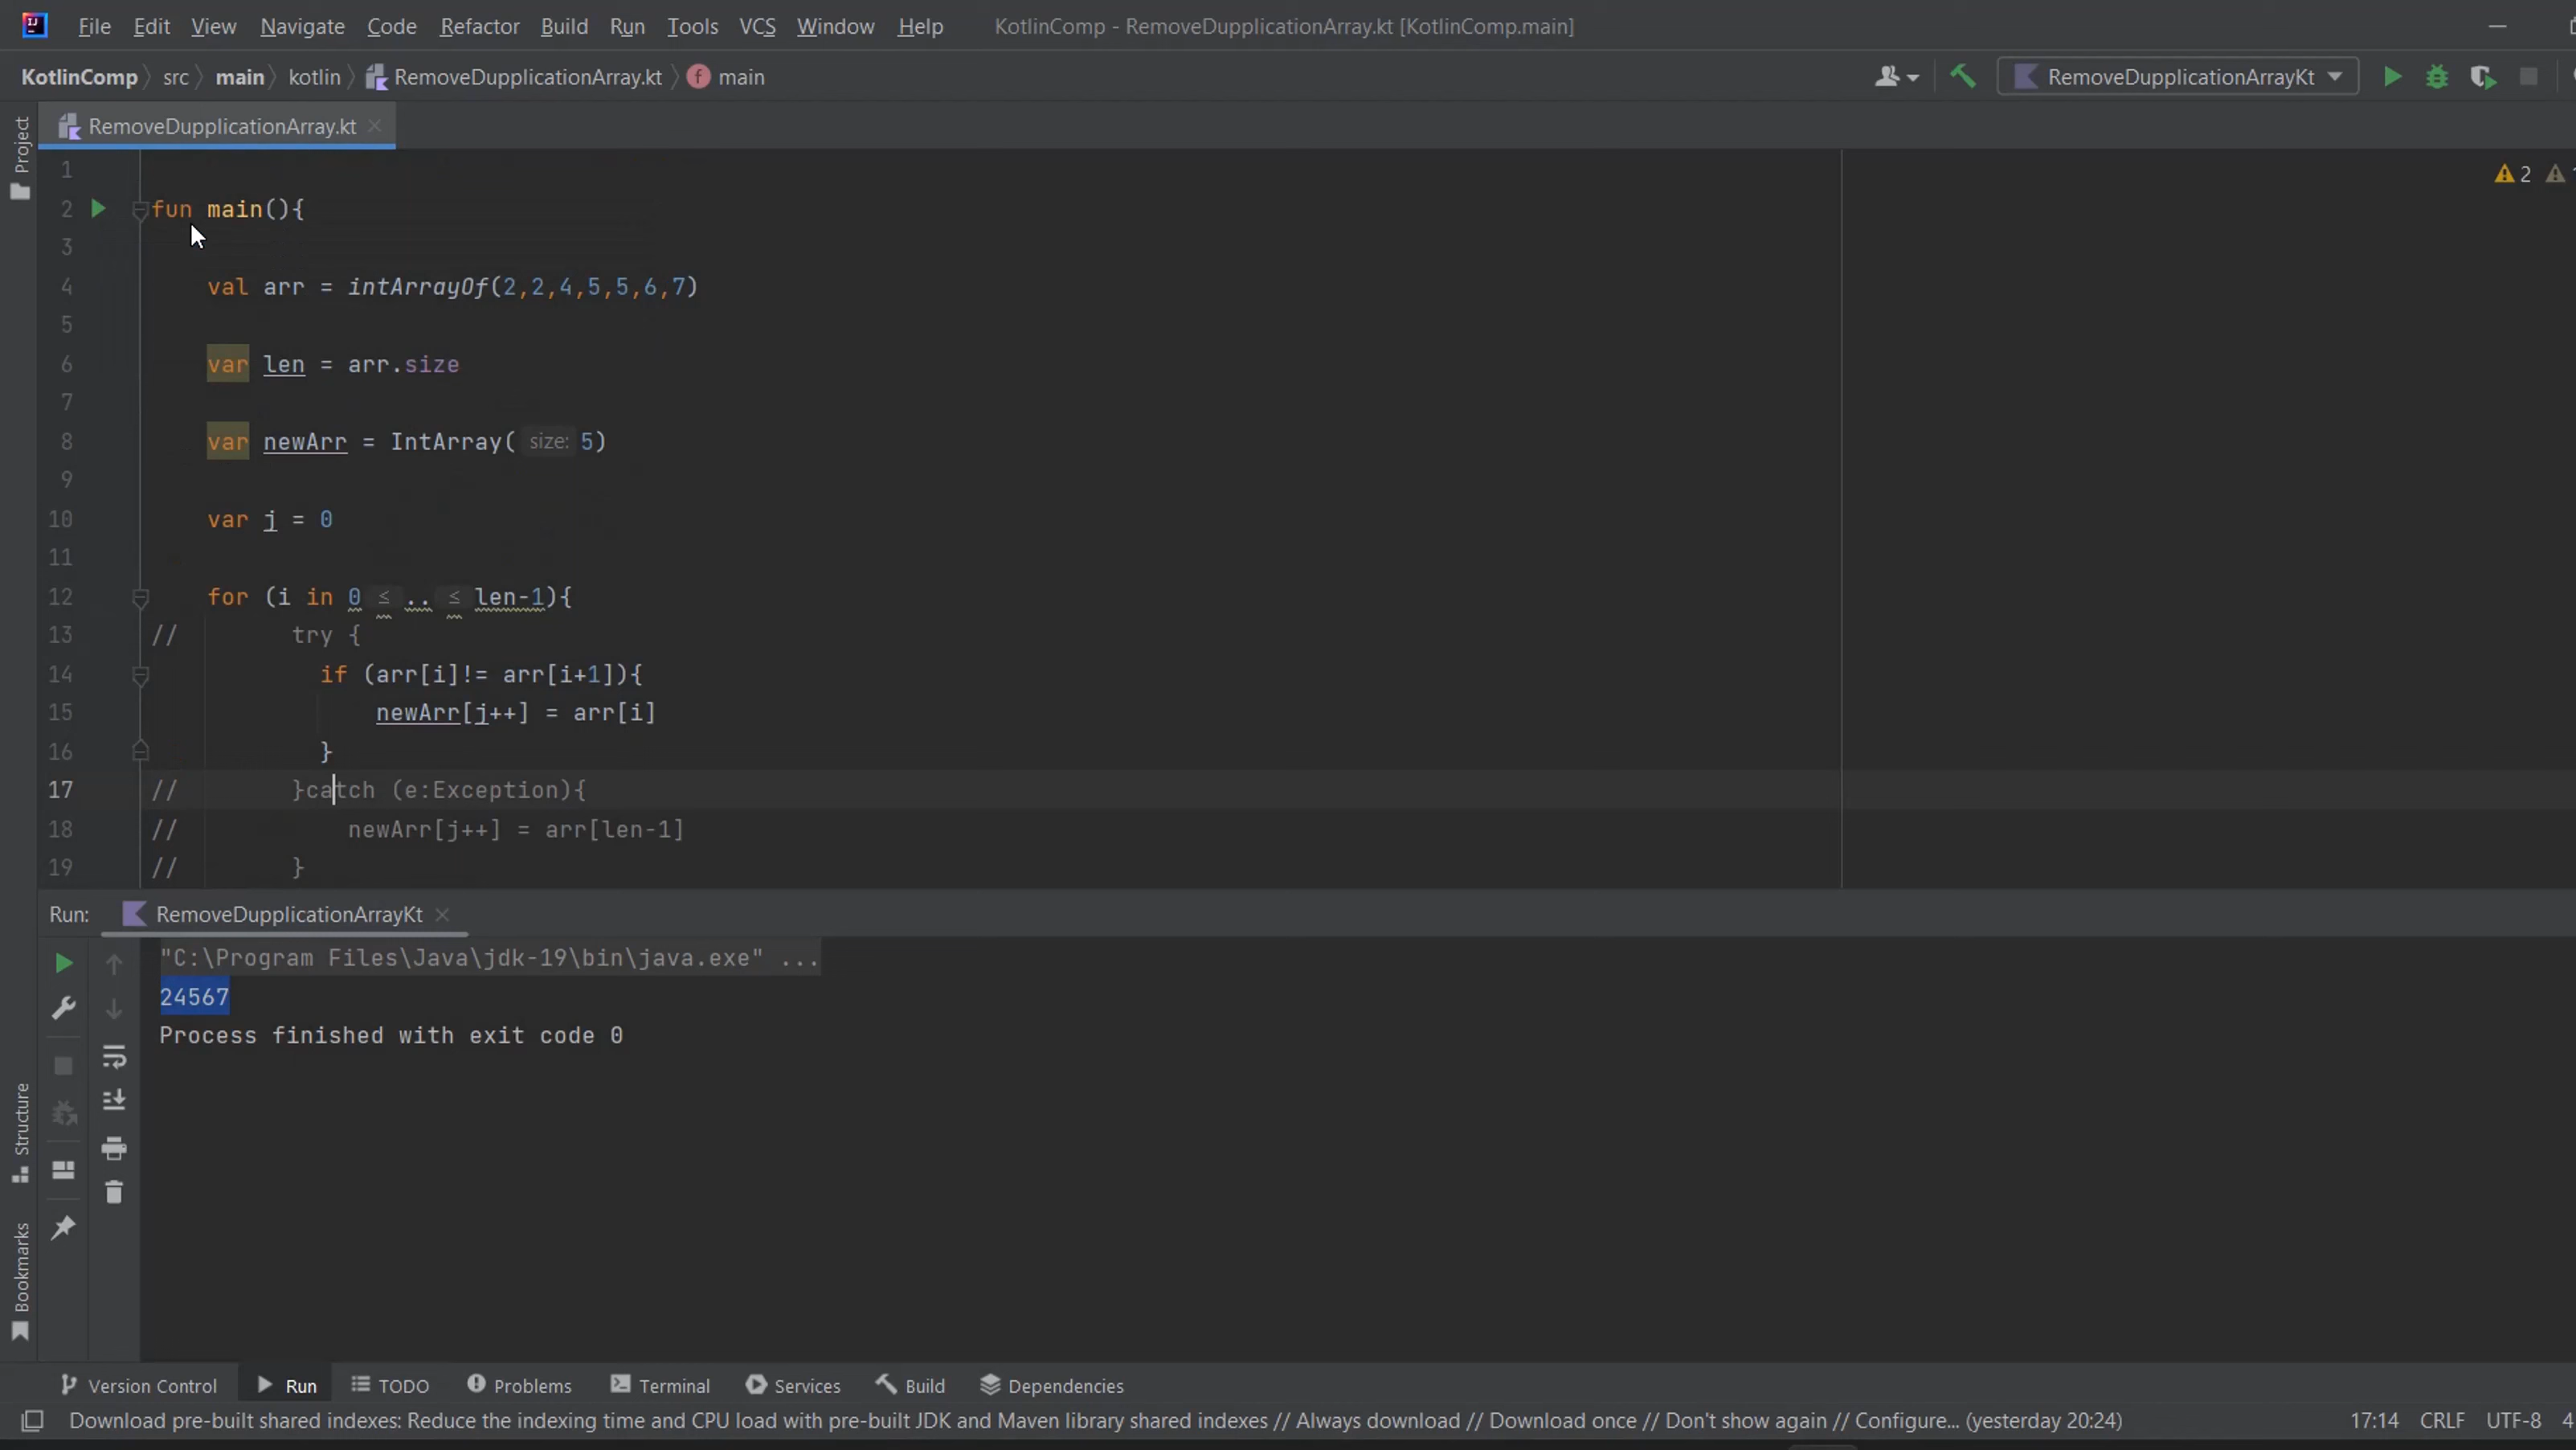 File Edit View Navigate Code Refactor Build Run Tools VCS Window Help KotlinComp - RemoveDupplicationArray.kt [KotlinComp.main]
KotlinComp src main kotlin RemoveDupplicationArray.kt f main RemoveDupplicationArrayKt
Project
RemoveDupplicationArray.kt
1
2 fun main(){
3
4 val arr = intArrayOf(2,2,4,5,5,6,7)
5
6 var len = arr.size
7
8 var newArr = IntArray( size: 5)
9
10 var j = 0
11
12 for (i in 0 ≤ .. ≤ len-1){
13 // try {
14 if (arr[i]!= arr[i+1]){
15 newArr[j++] = arr[i]
16 }
17 // }catch (e:Exception){
18 // newArr[j++] = arr[len-1]
19 // }
2
Run: RemoveDupplicationArrayKt
"C:\Program Files\Java\jdk-19\bin\java.exe" ...
24567
Process finished with exit code 0
Structure
Bookmarks
Version Control Run TODO Problems Terminal Services Build Dependencies
Download pre-built shared indexes: Reduce the indexing time and CPU load with pre-built JDK and Maven library shared indexes // Always download // Download once // Don't show again // Configure... (yesterday 20:24) 17:14 CRLF UTF-8 4